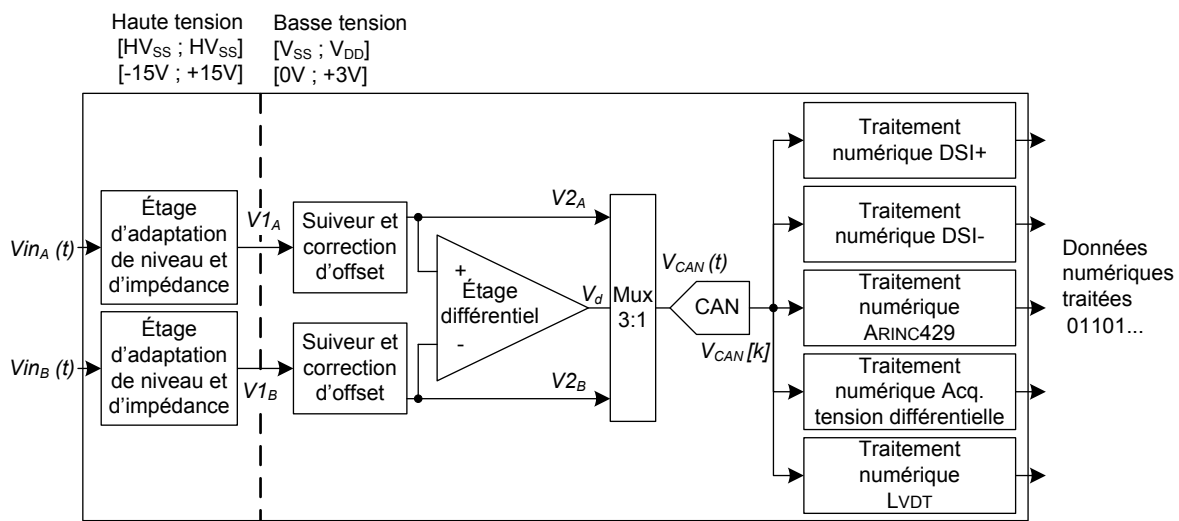 Haute tension
[HVSS ; HVSS]
[-15V ; +15V]
Basse tension
[VSS ; VDD]
[0V ; +3V]
VinA (t)
Étage
d'adaptation
de niveau et
d'impédance
V1A
Suiveur et
correction
d'offset
V2A
VinB (t)
Étage
d'adaptation
de niveau et
d'impédance
V1B
Suiveur et
correction
d'offset
V2B
+
Étage
différentiel
-
Vd
Mux
3:1
VCAN (t)
CAN
VCAN [k]
Traitement
numérique DSI+
Traitement
numérique DSI-
Traitement
numérique
ARINC429
Traitement
numérique Acq.
tension différentielle
Traitement
numérique
LVDT
Données
numériques
traitées
01101...